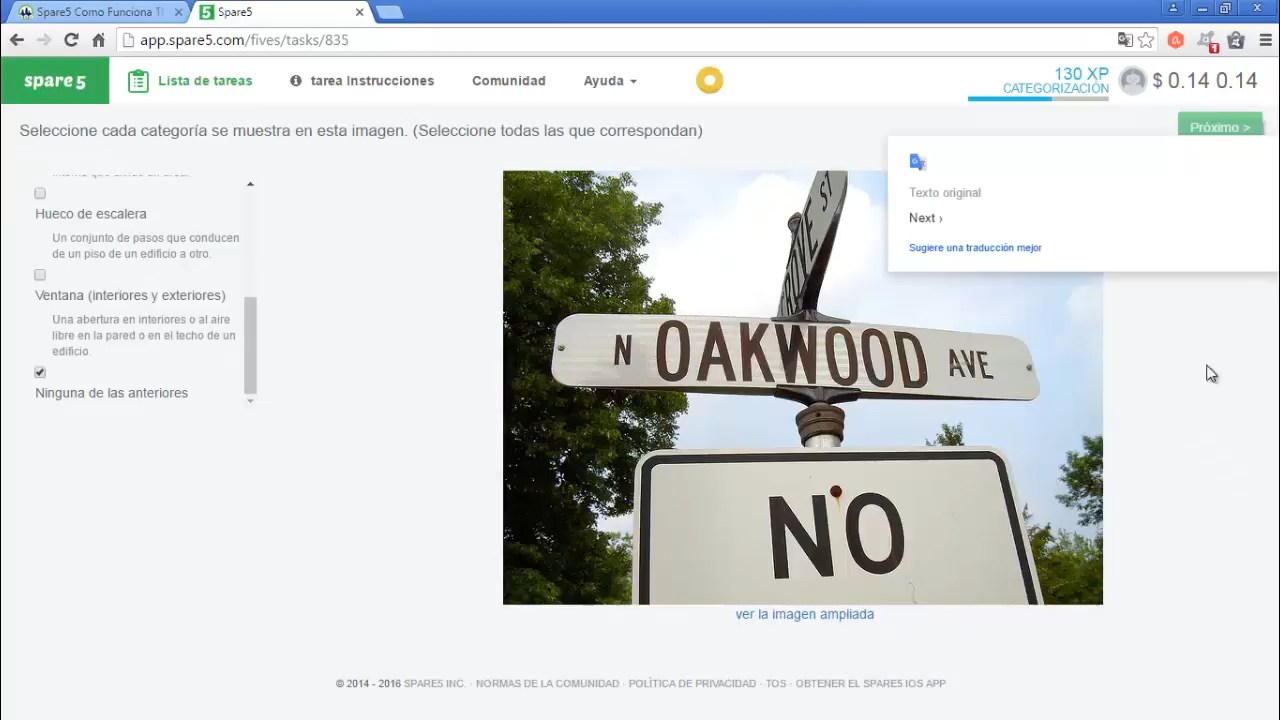 Spare5 Como Funciona T
Spare5
app.spare5.com/fives/tasks/835
1
spare5
Lista de tareas
tarea Instrucciones
Comunidad
Ayuda
130 XP
CATEGORIZACIÓN
$ 0.14 0.14
Seleccione cada categoría se muestra en esta imagen. (Seleccione todas las que correspondan)
Próximo >
Texto original
Next ›
Sugiere una traducción mejor
Hueco de escalera
Un conjunto de pasos que conducen
de un piso de un edificio a otro.
Ventana (interiores y exteriores)
Una abertura en interiores o al aire
libre en la pared o en el techo de un
edificio.
Ninguna de las anteriores
ST
N OAKWOOD AVE
NO
ver la imagen ampliada
© 2014 - 2016 SPARE5 INC. · NORMAS DE LA COMUNIDAD · POLÍTICA DE PRIVACIDAD · TOS · OBTENER EL SPARE5 IOS APP